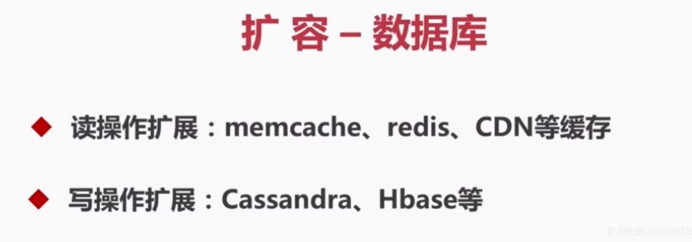 扩 容 – 数据库
◆ 读操作扩展：memcache、redis、CDN等缓存
◆ 写操作扩展：Cassandra、Hbase等